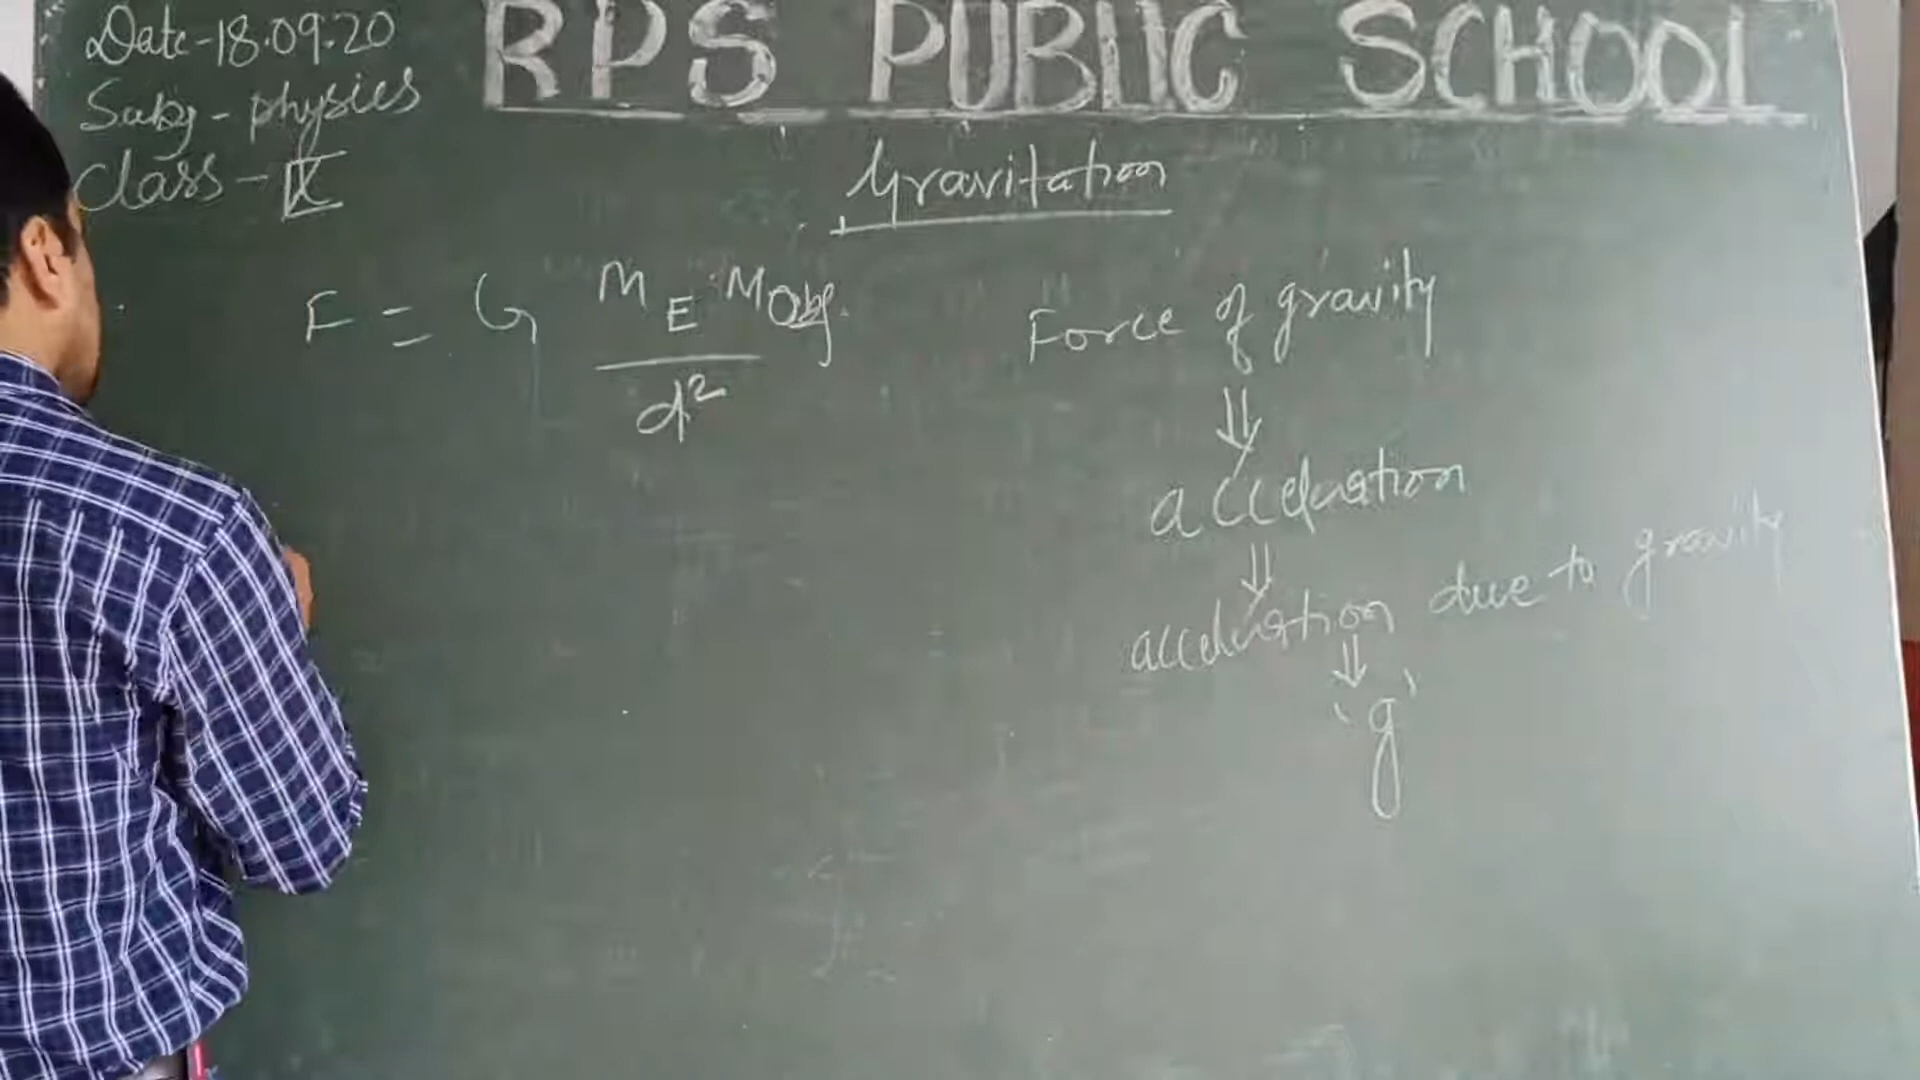 RPS PUBLIC SCHOOL
Date-18.09.20
Subj - physics
Class - IX
Gravitation
F = G M_E M_Obj. / d²
Force of gravity
⇓
acceleration
⇓
acceleration due to gravity
⇓
'g'